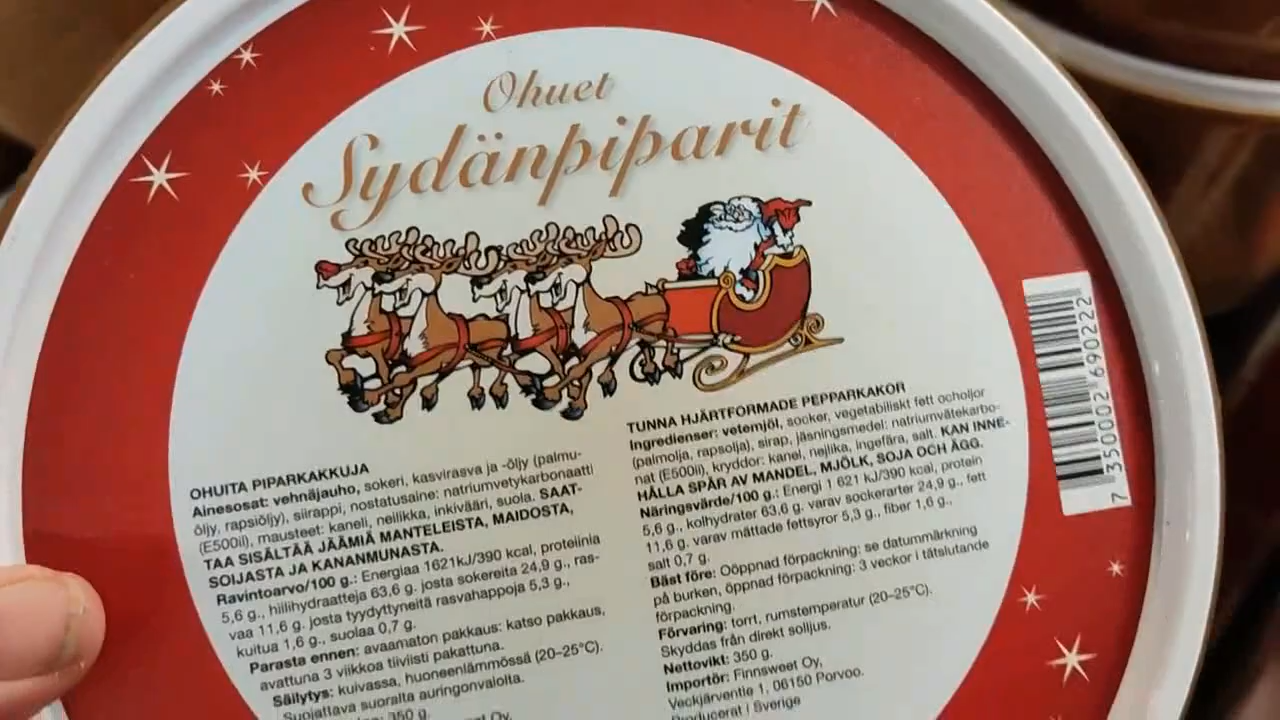 Ohuet
Sydänpiparit
OHUITA PIPARKAKKUJA
Ainesosat: vehnäjauho, sokeri, kasvirasva ja -öljy (palmu-
öljy, rapsiöljy), siirappi, nostatusaine: natriumvetykarbonaatti
(E500ii), mausteet: kaneli, neilikka, inkivääri, suola. SAAT-
TAA SISÄLTÄÄ JÄÄMIÄ MANTELEISTA, MAIDOSTA,
SOIJASTA JA KANANMUNASTA.
Ravintoarvo/100 g.: Energiaa 1621kJ/390 kcal, proteiinia
5,6 g., hiilihydraatteja 63,6 g. josta sokereita 24,9 g., ras-
vaa 11,6 g. josta tyydyttyneitä rasvahappoja 5,3 g.,
kuitua 1,6 g., suolaa 0,7 g.
Parasta ennen: avaamaton pakkaus: katso pakkaus,
avattuna 3 viikkoa tiiviisti pakattuna.
Säilytys: kuivassa, huoneenlämmössä (20–25°C).
Suojattava suoralta auringonvalolta.
350 g.
Oy,
TUNNA HJÄRTFORMADE PEPPARKAKOR
Ingredienser: vetemjöl, socker, vegetabiliskt fett ocholjor
(palmolja, rapsolja), sirap, jäsningsmedel: natriumvätekarbo-
nat (E500ii), kryddor: kanel, nejlika, ingefära, salt. KAN INNE-
HÅLLA SPÅR AV MANDEL, MJÖLK, SOJA OCH ÄGG.
Näringsvärde/100 g.: Energi 1 621 kJ/390 kcal, protein
5,6 g., kolhydrater 63,6 g. varav sockerarter 24,9 g., fett
11,6 g. varav mättade fettsyror 5,3 g., fiber 1,6 g.,
salt 0,7 g.
Bäst före: Oöppnad förpackning: se datummärkning
på burken, öppnad förpackning: 3 veckor i tätslutande
förpackning.
Förvaring: torrt, rumstemperatur (20–25°C).
Skyddas från direkt solljus.
Nettovikt: 350 g.
Importör: Finnsweet Oy,
Veckjärventie 1, 06150 Porvoo.
Producerat i Sverige
7 350002 690222